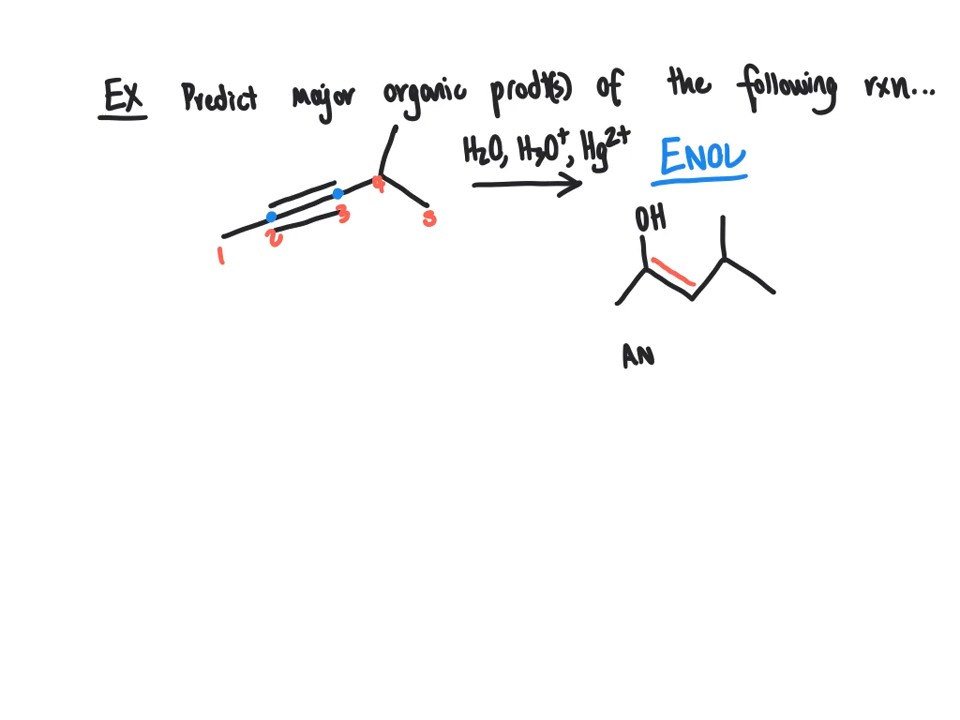 EX Predict major organic prodt(s) of the following rxn...
H₂O, H₃O⁺, Hg²⁺
ENOL
4
3
5
2
1
OH
AN